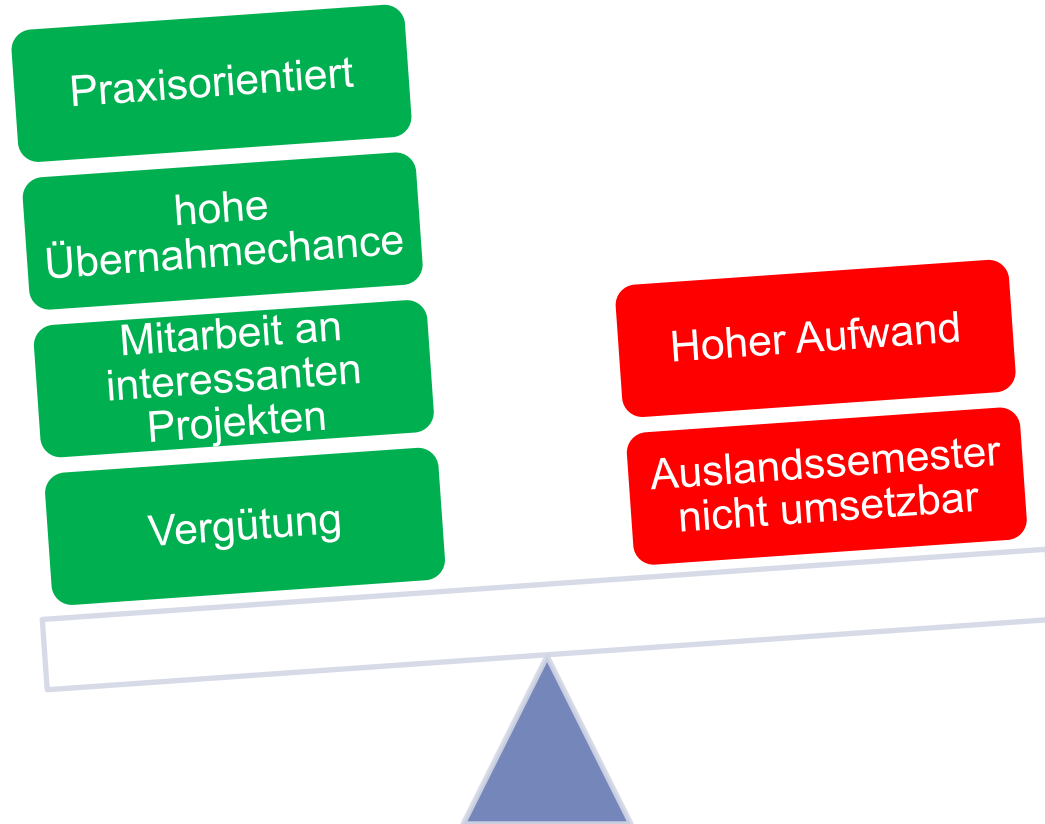 Praxisorientiert
hohe
Übernahmechance
Mitarbeit an
interessanten
Projekten
Vergütung
Hoher Aufwand
Auslandssemester
nicht umsetzbar